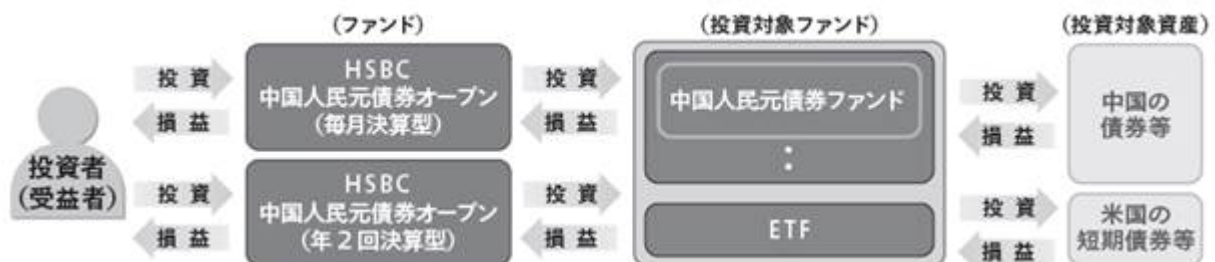 (ファンド)
(投資対象ファンド)
(投資対象資産)
投資者
(受益者)
投資
損益
HSBC
中国人民元債券オープン
(毎月決算型)
投資
損益
中国人民元債券ファンド
:
投資
損益
中国の
債券等
投資
損益
HSBC
中国人民元債券オープン
(年2回決算型)
投資
損益
ETF
投資
損益
米国の
短期債券等